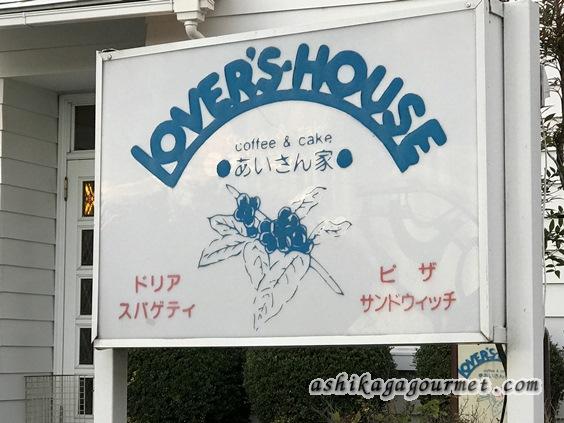 LOVER'S·HOUSE
coffee & cake
●あいさん家●
ドリア
スパゲティ
ピザ
サンドウィッチ
LOVER'S
ashikagagourmet.com